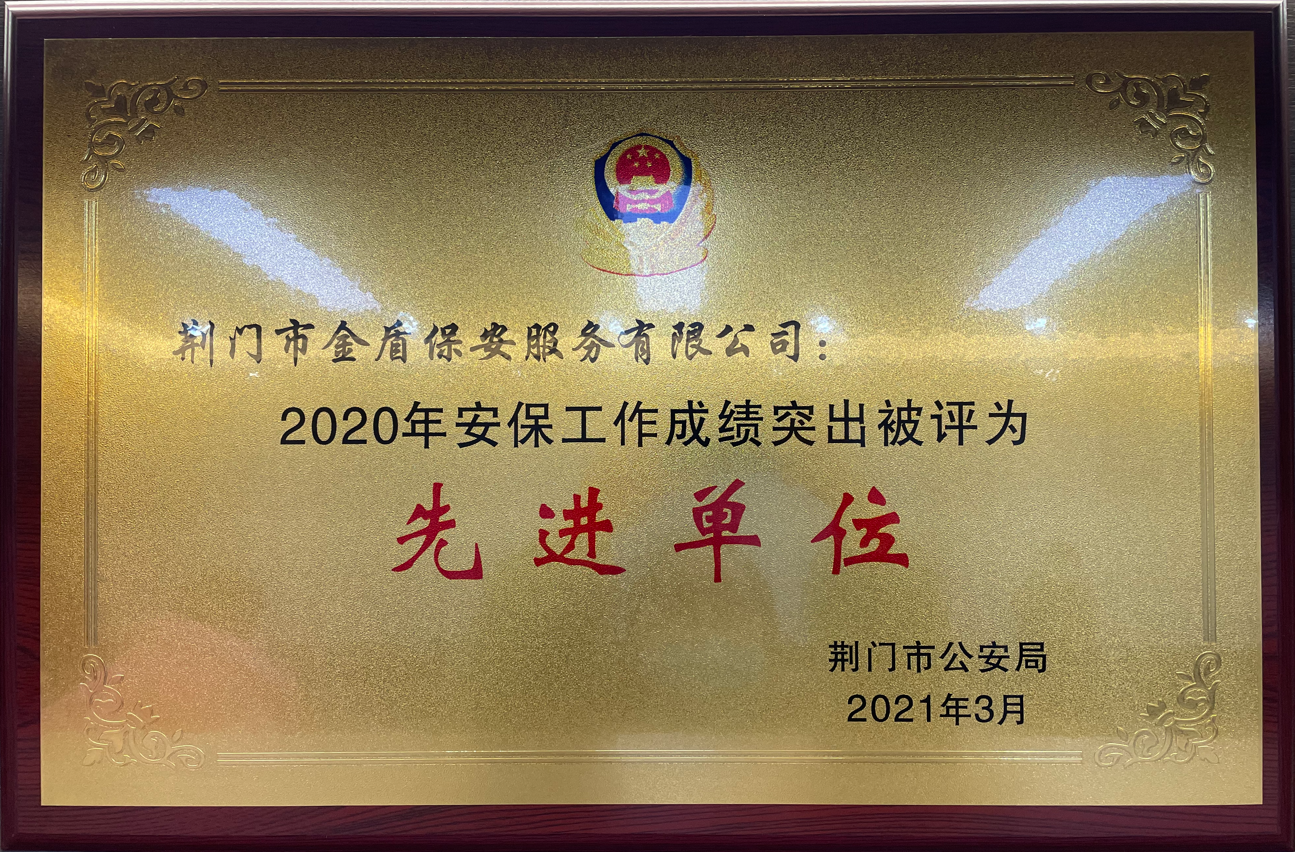 荆门市金盾保安服务有限公司：
2020年安保工作成绩突出被评为
先进单位
荆门市公安局
2021年3月